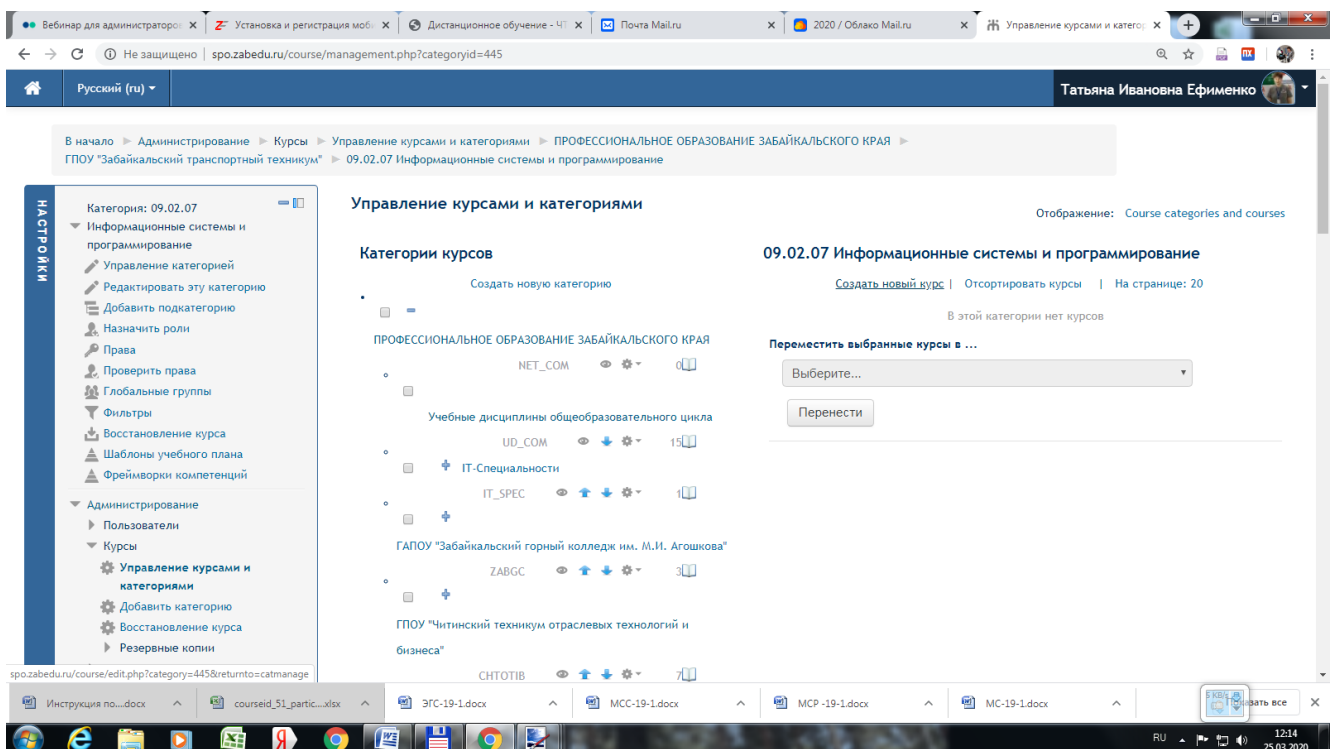 Вебинар для администраторов
Установка и регистрация моби
Дистанционное обучение - ЧТ
Почта Mail.ru
2020 / Облако Mail.ru
Управление курсами и категор
Не защищено | spo.zabedu.ru/course/management.php?categoryid=445
Русский (ru)
Татьяна Ивановна Ефименко
В начало Администрирование Курсы Управление курсами и категориями ПРОФЕССИОНАЛЬНОЕ ОБРАЗОВАНИЕ ЗАБАЙКАЛЬСКОГО КРАЯ
ГПОУ "Забайкальский транспортный техникум" 09.02.07 Информационные системы и программирование
НАСТРОЙКИ
Категория: 09.02.07
Информационные системы и
программирование
Управление категорией
Редактировать эту категорию
Добавить подкатегорию
Назначить роли
Права
Проверить права
Глобальные группы
Фильтры
Восстановление курса
Шаблоны учебного плана
Фреймворки компетенций
Администрирование
Пользователи
Курсы
Управление курсами и
категориями
Добавить категорию
Восстановление курса
Резервные копии
Управление курсами и категориями
Отображение: Course categories and courses
Категории курсов
Создать новую категорию
ПРОФЕССИОНАЛЬНОЕ ОБРАЗОВАНИЕ ЗАБАЙКАЛЬСКОГО КРАЯ
NET_COM 0
Учебные дисциплины общеобразовательного цикла
UD_COM 15
IT-Специальности
IT_SPEC 1
ГАПОУ "Забайкальский горный колледж им. М.И. Агошкова"
ZABGC 3
ГПОУ "Читинский техникум отраслевых технологий и
бизнеса"
CHTOTIB 7
09.02.07 Информационные системы и программирование
Создать новый курс | Отсортировать курсы | На странице: 20
В этой категории нет курсов
Переместить выбранные курсы в ...
Выберите...
Перенести
spo.zabedu.ru/course/edit.php?category=445&returnto=catmanage
Инструкция по....docx
courseid_51_partic....xlsx
ЭГС-19-1.docx
МСС-19-1.docx
МСР -19-1.docx
МС-19-1.docx
RU
12:14
25.03.2020